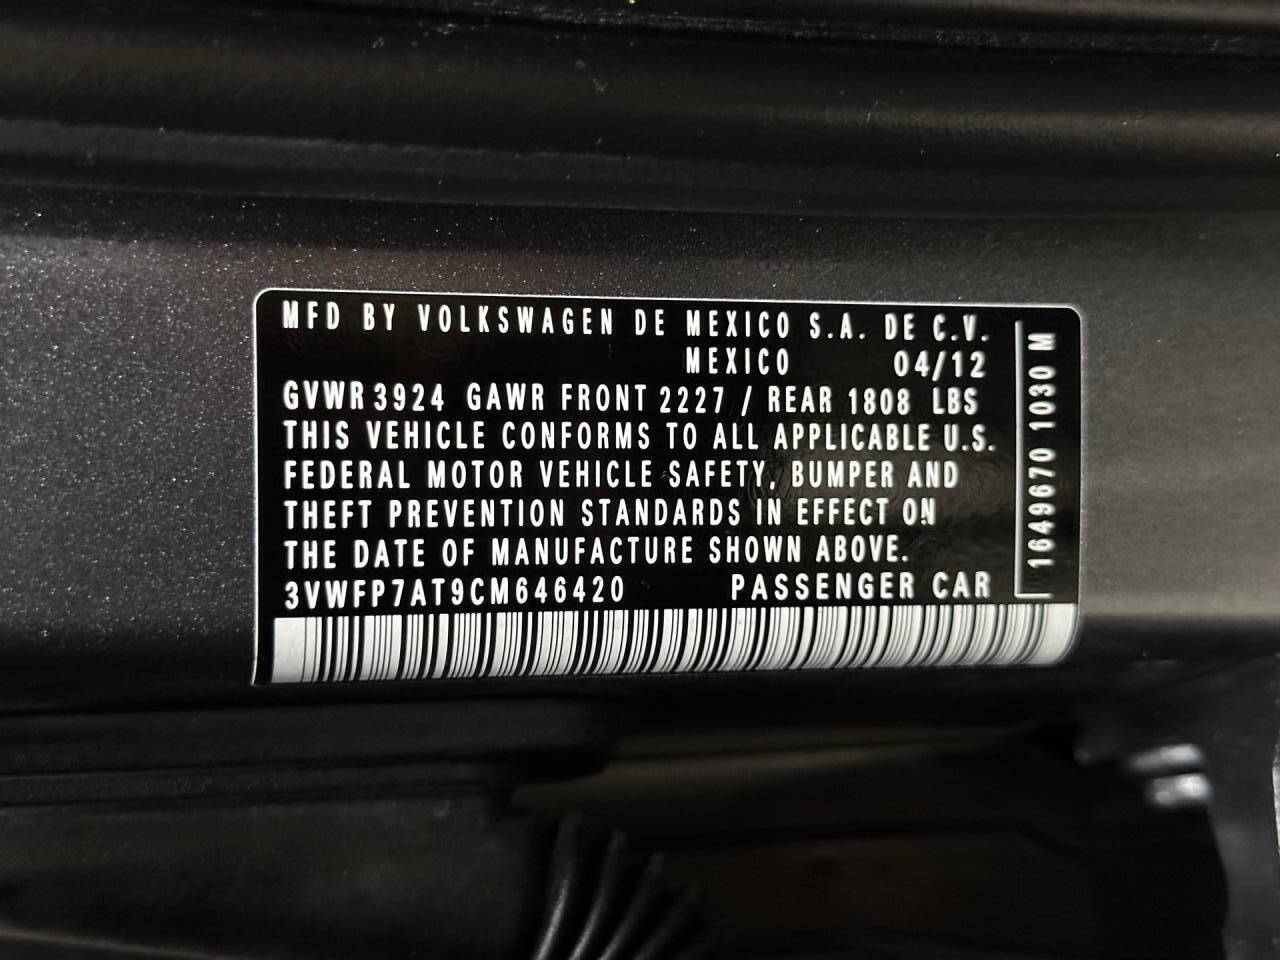 MFD BY VOLKSWAGEN DE MEXICO S.A. DE C.V.
MEXICO 04/12
GVWR 3924 GAWR FRONT 2227 / REAR 1808 LBS
THIS VEHICLE CONFORMS TO ALL APPLICABLE U.S.
FEDERAL MOTOR VEHICLE SAFETY, BUMPER AND
THEFT PREVENTION STANDARDS IN EFFECT ON
THE DATE OF MANUFACTURE SHOWN ABOVE.
3VWFP7AT9CM646420 PASSENGER CAR
1649670 1030 M